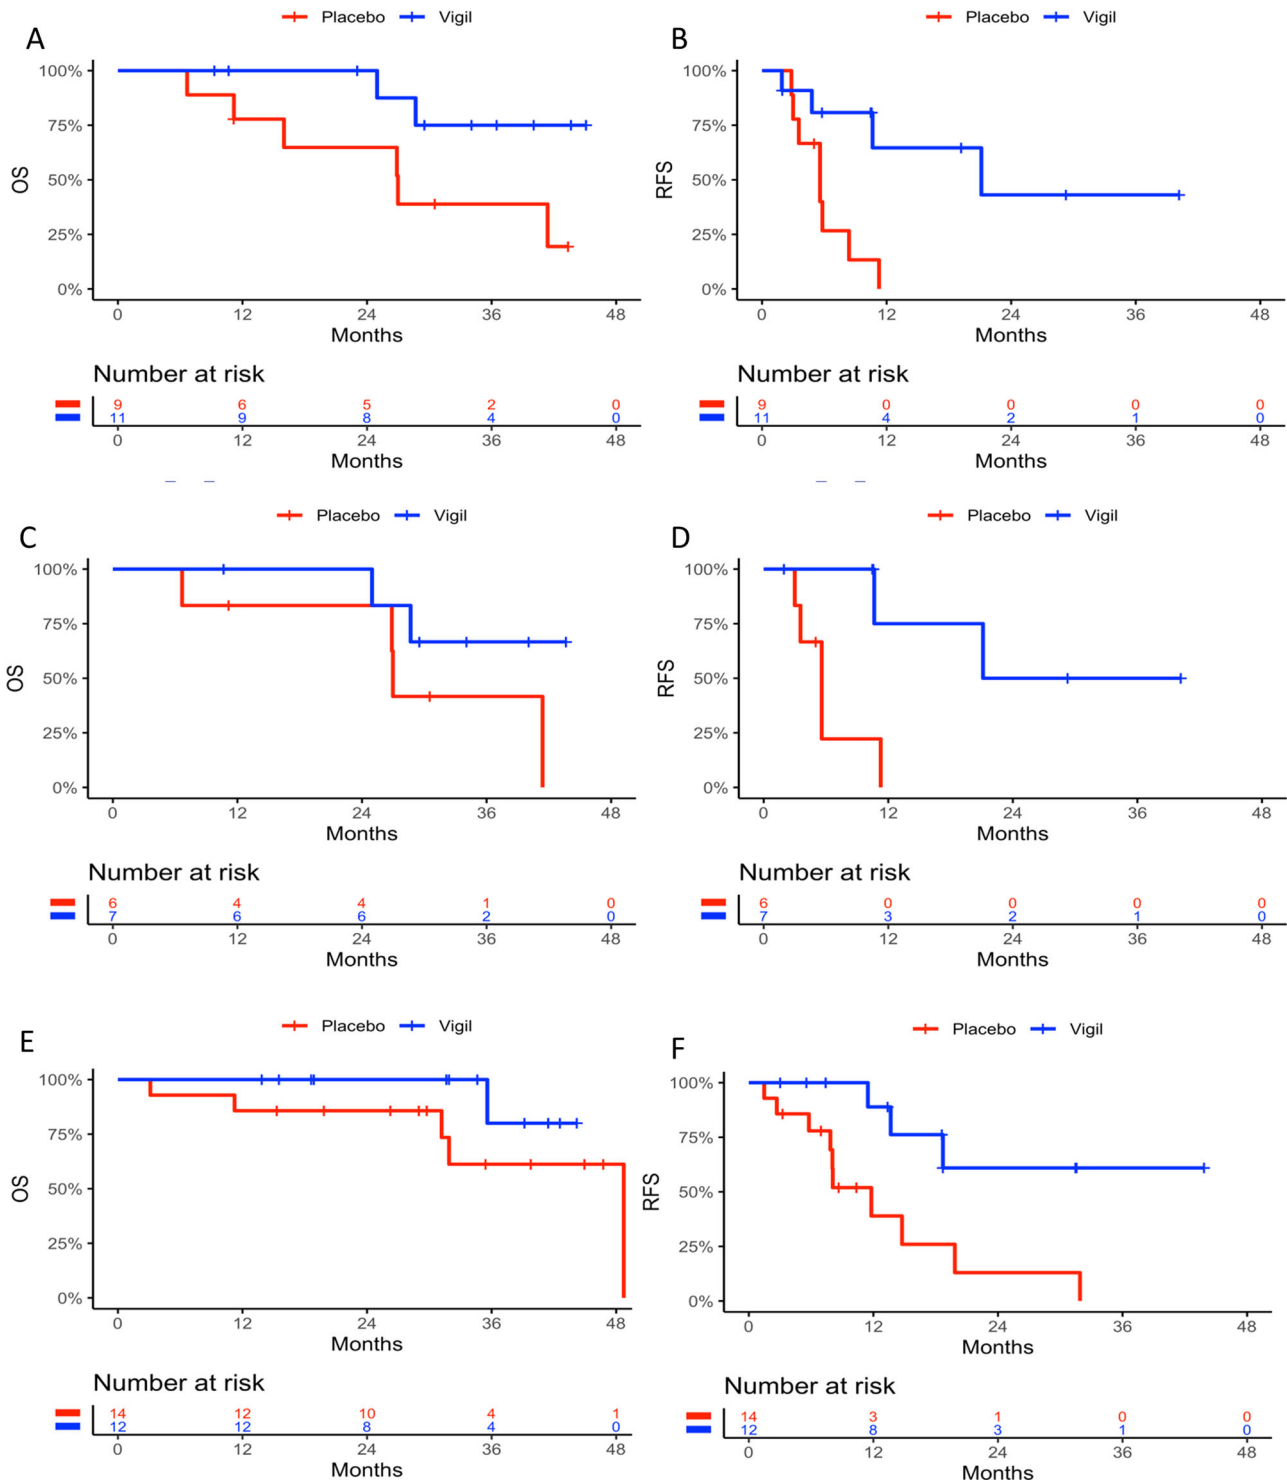 Placebo Vigil
A
100%
75%
50%
25%
0%
OS
0 12 24 36 48
Months
Number at risk
9 6 5 2 0
11 9 8 4 0
0 12 24 36 48
Months
Placebo Vigil
B
100%
75%
50%
25%
0%
RFS
0 12 24 36 48
Months
Number at risk
9 0 0 0 0
11 4 2 1 0
0 12 24 36 48
Months
Placebo Vigil
C
100%
75%
50%
25%
0%
OS
0 12 24 36 48
Months
Number at risk
6 4 4 1 0
7 6 6 2 0
0 12 24 36 48
Months
Placebo Vigil
D
100%
75%
50%
25%
0%
RFS
0 12 24 36 48
Months
Number at risk
6 0 0 0 0
7 3 2 1 0
0 12 24 36 48
Months
Placebo Vigil
E
100%
75%
50%
25%
0%
OS
0 12 24 36 48
Months
Number at risk
14 12 10 4 1
12 12 8 4 0
0 12 24 36 48
Months
Placebo Vigil
F
100%
75%
50%
25%
0%
RFS
0 12 24 36 48
Months
Number at risk
14 3 1 0 0
12 8 3 1 0
0 12 24 36 48
Months